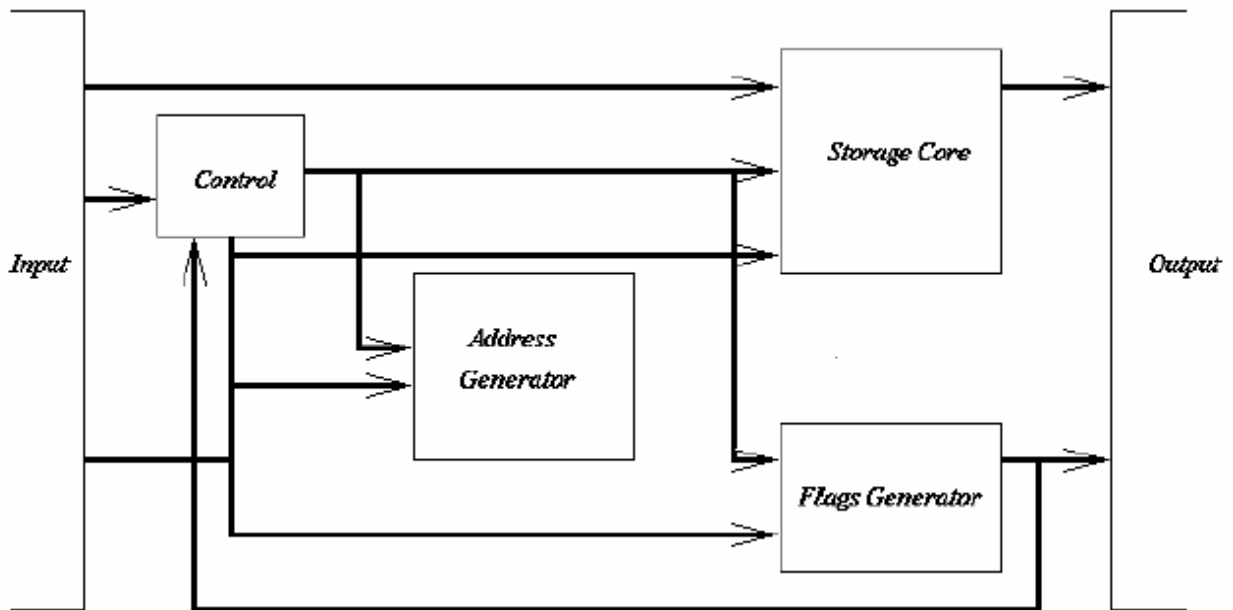 Storage Core
Control
Input
Output
Address
Generator
Flags Generator